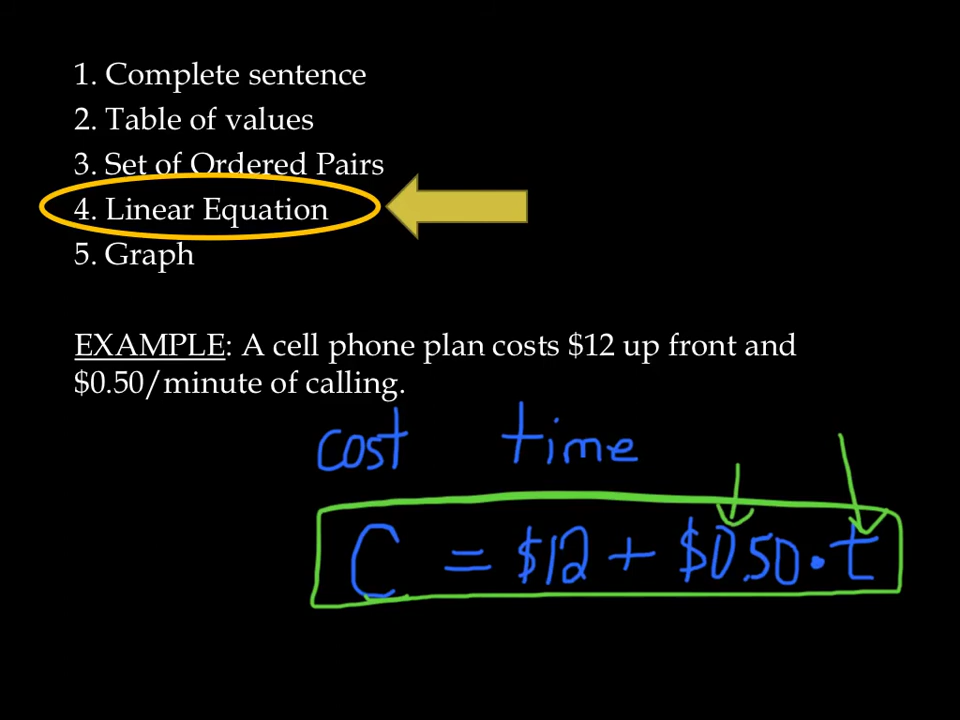 1. Complete sentence
2. Table of values
3. Set of Ordered Pairs
4. Linear Equation
5. Graph
EXAMPLE: A cell phone plan costs $12 up front and
$0.50/minute of calling.
cost time
C = $12 + $0.50 • t